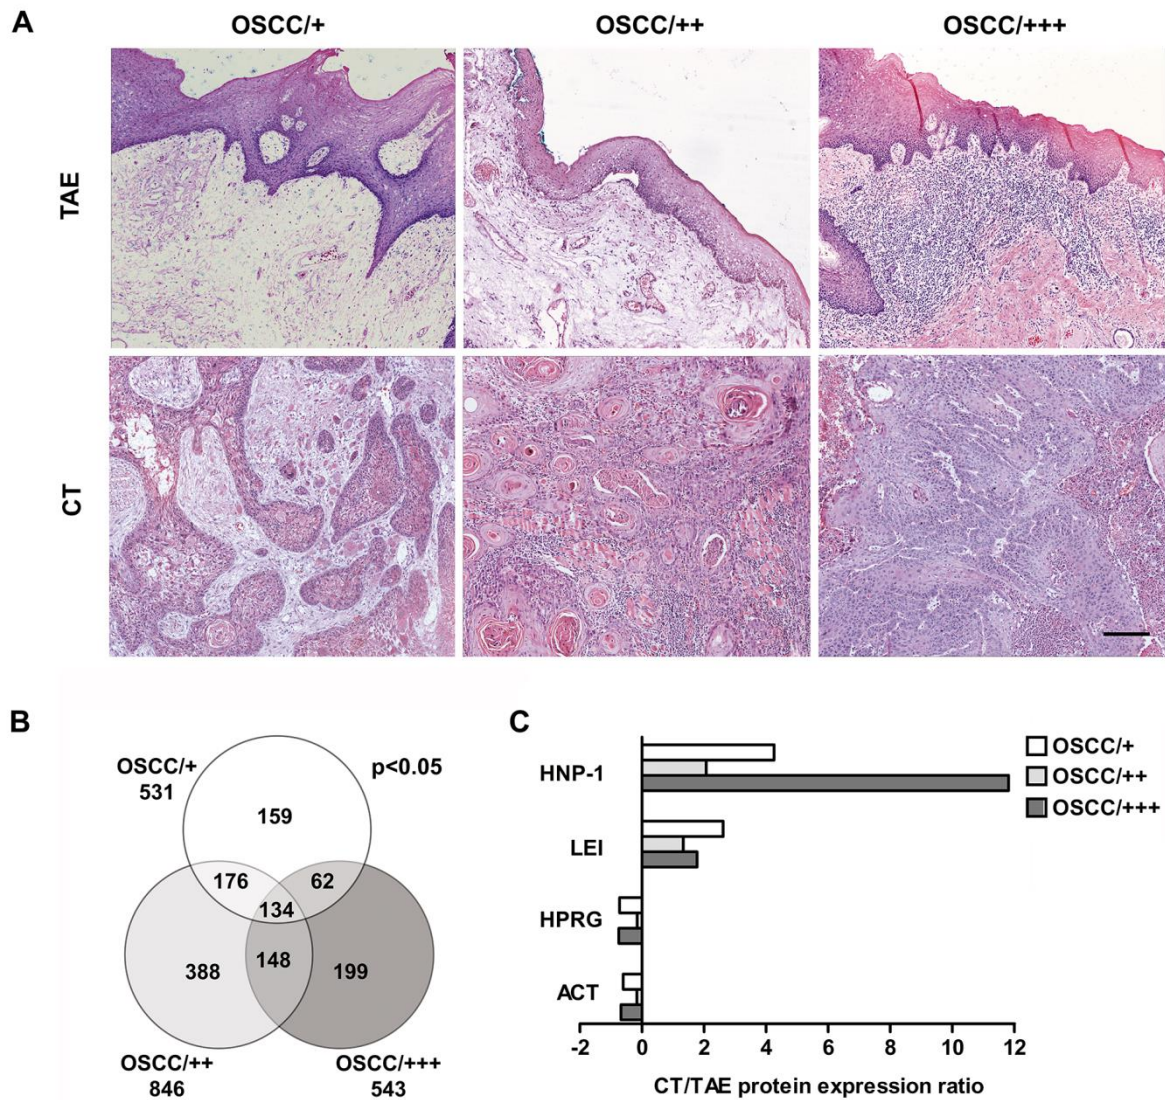 A
OSCC/+ OSCC/++ OSCC/+++
TAE
CT
B
OSCC/+
531
p<0.05
159
176
62
134
388
148
199
OSCC/++
846
OSCC/+++
543
C
OSCC/+
OSCC/++
OSCC/+++
HNP-1
LEI
HPRG
ACT
-2 0 2 4 6 8 10 12 14
CT/TAE protein expression ratio